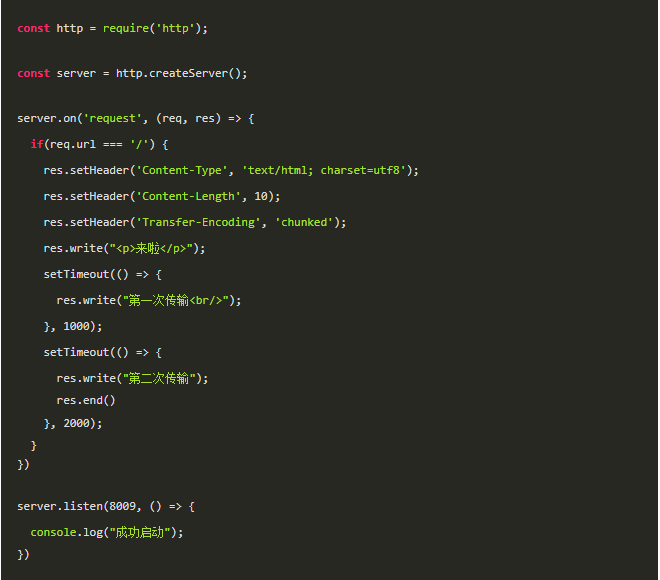 const http = require('http');
const server = http.createServer();
server.on('request', (req, res) => {
  if(req.url === '/') {
    res.setHeader('Content-Type', 'text/html; charset=utf8');
    res.setHeader('Content-Length', 10);
    res.setHeader('Transfer-Encoding', 'chunked');
    res.write("<p>来啦</p>");
    setTimeout(() => {
      res.write("第一次传输<br/>");
    }, 1000);
    setTimeout(() => {
      res.write("第二次传输");
      res.end()
    }, 2000);
  }
})
server.listen(8009, () => {
  console.log("成功启动");
})